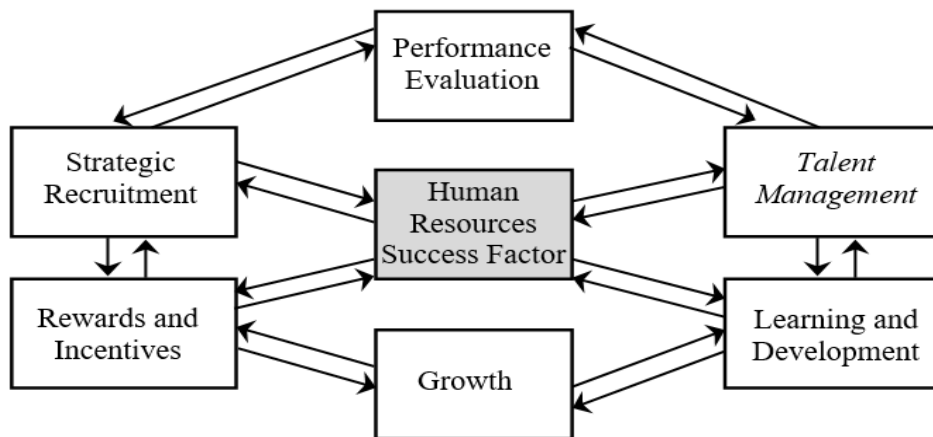 Performance
Evaluation
Strategic
Recruitment
Human
Resources
Success Factor
Talent
Management
Rewards and
Incentives
Growth
Learning and
Development